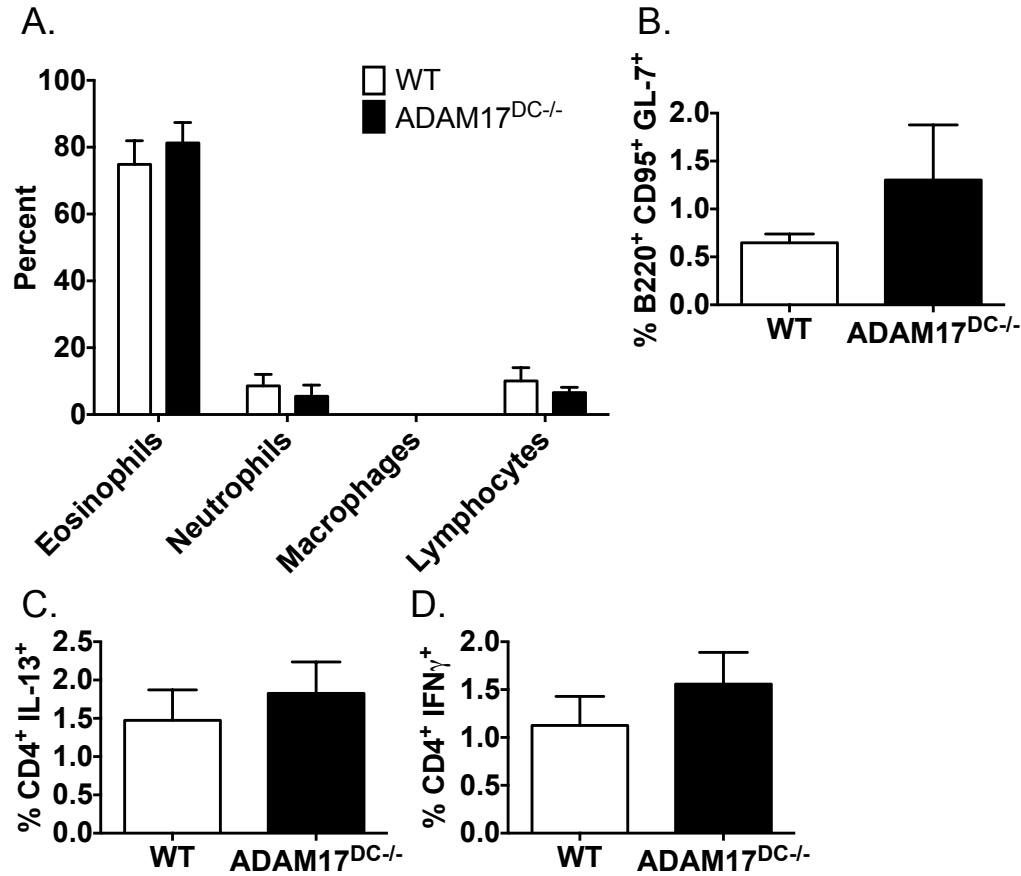 A.
WT
ADAM17DC-/-
Percent
100
80
60
40
20
0
Eosinophils
Neutrophils
Macrophages
Lymphocytes
B.
% B220+ CD95+ GL-7+
2.0
1.5
1.0
0.5
0.0
WT
ADAM17DC-/-
C.
% CD4+ IL-13+
2.5
2.0
1.5
1.0
0.5
0.0
WT
ADAM17DC-/-
D.
% CD4+ IFNγ+
2.0
1.5
1.0
0.5
0.0
WT
ADAM17DC-/-